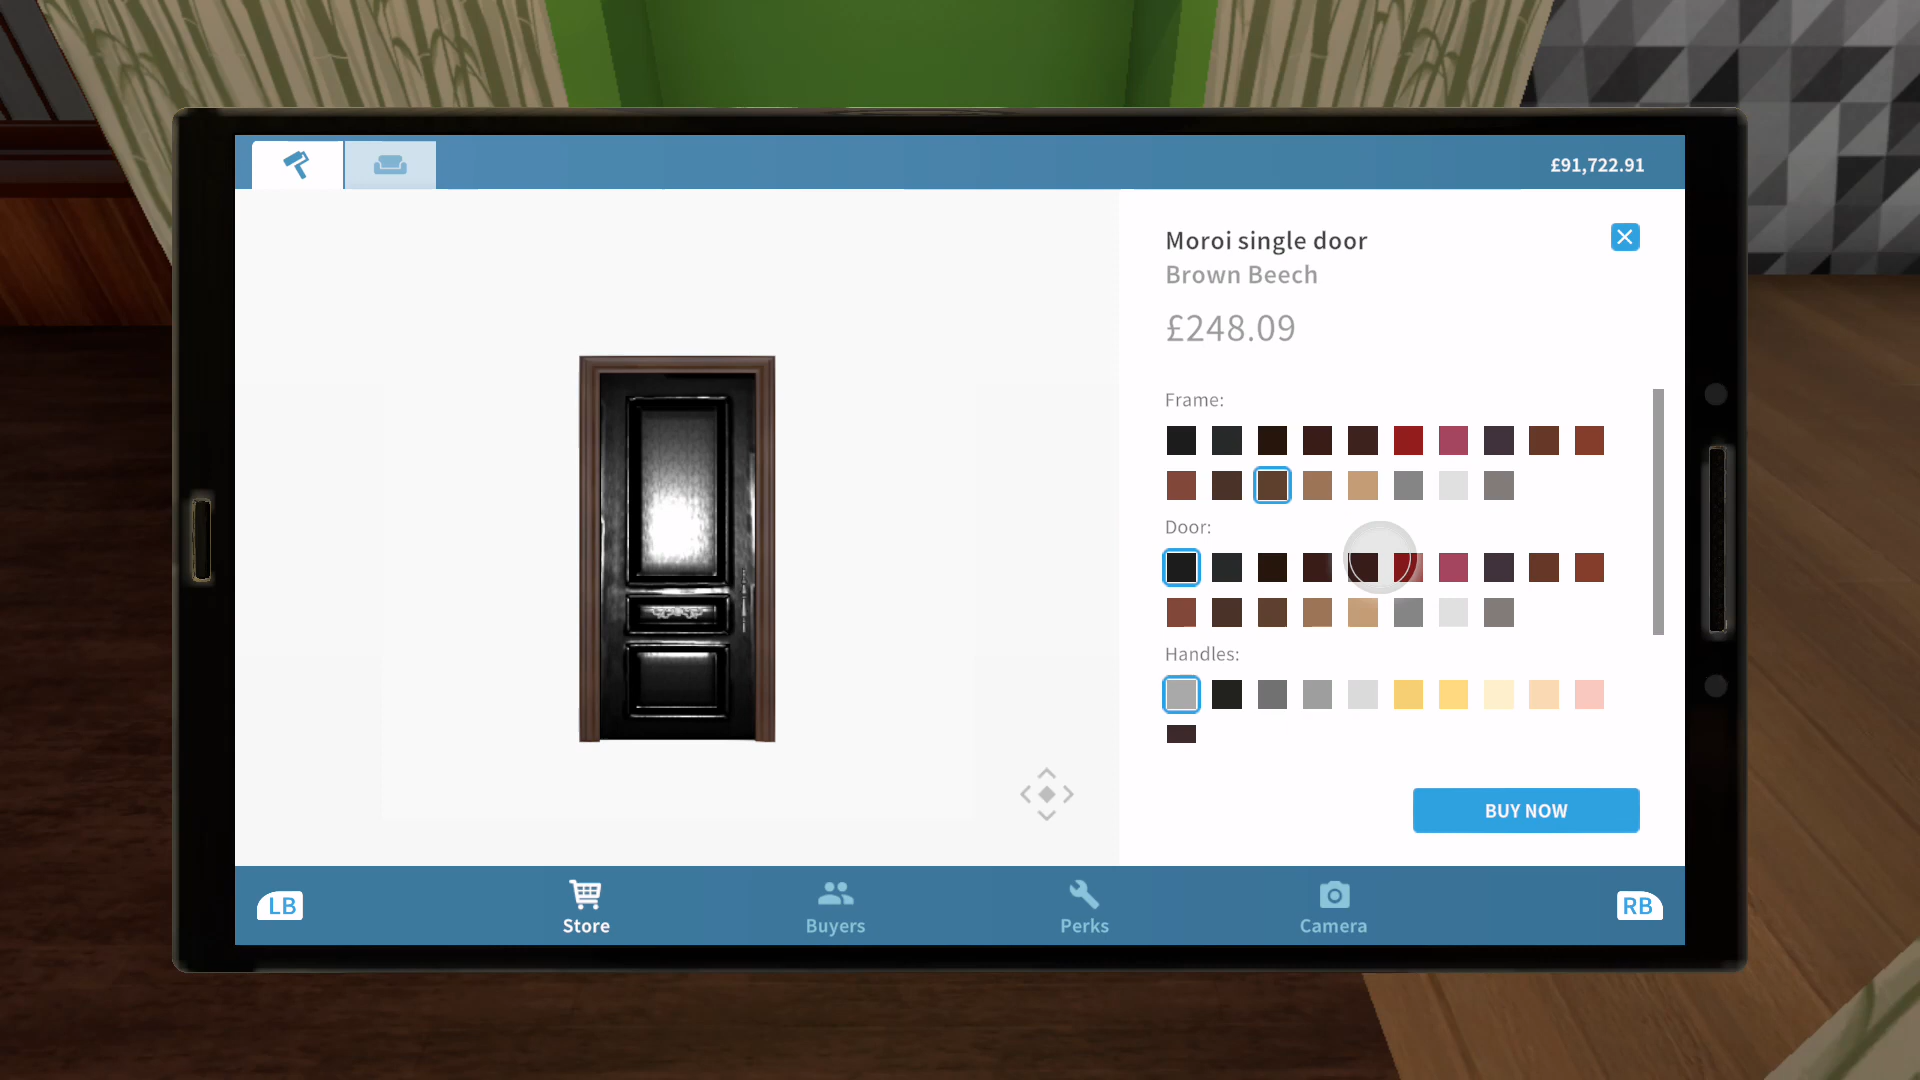 £91,722.91
Moroi single door
Brown Beech
£248.09
Frame:
Door:
Handles:
BUY NOW
LB
Store
Buyers
Perks
Camera
RB